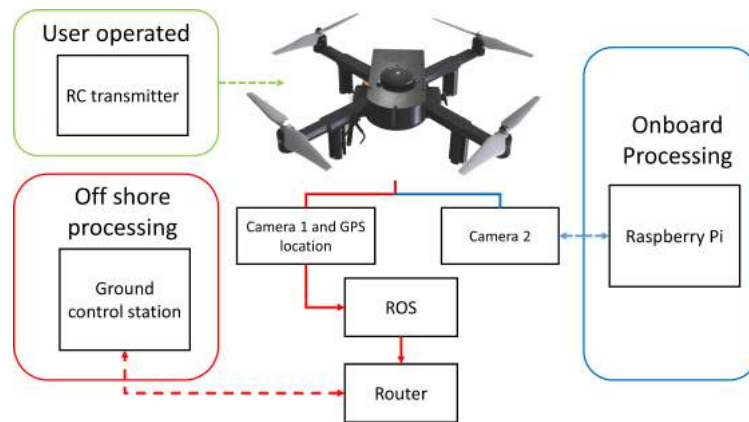 User operated
RC transmitter
Off shore
processing
Ground
control station
Camera 1 and GPS
location
Camera 2
ROS
Router
Onboard
Processing
Raspberry Pi